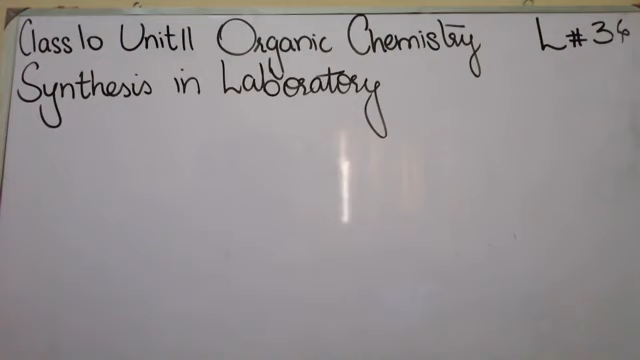 Class 10 Unit 11 Organic Chemistry L#36
Synthesis in Laboratory